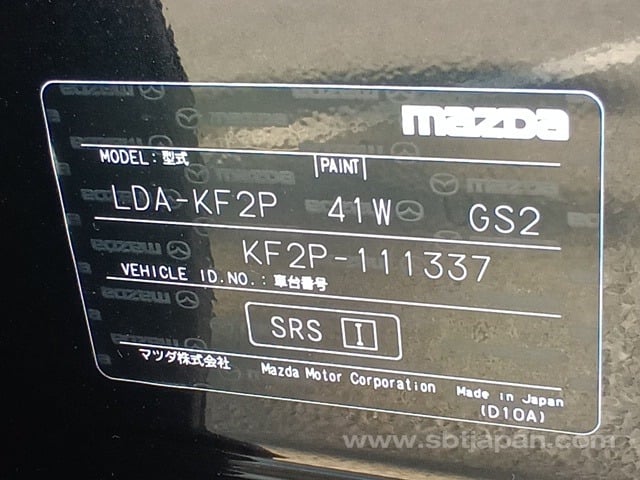 mazda
MODEL: 型式 PAINT
LDA-KF2P 41W GS2
KF2P-111337
VEHICLE ID.NO.: 車台番号
SRS I
マツダ株式会社 Mazda Motor Corporation Made in Japan
(D10A)
www.sbtjapan.com